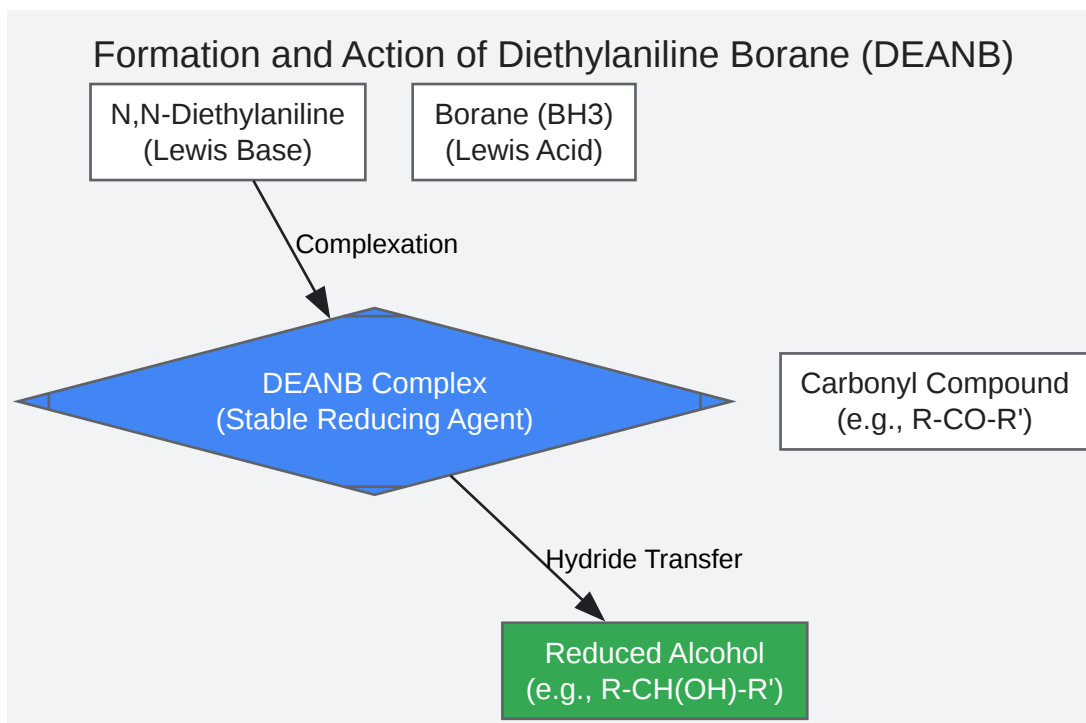 Formation and Action of Diethylaniline Borane (DEANB)
N,N-Diethylaniline
(Lewis Base)
Borane (BH3)
(Lewis Acid)
Complexation
DEANB Complex
(Stable Reducing Agent)
Carbonyl Compound
(e.g., R-CO-R')
Hydride Transfer
Reduced Alcohol
(e.g., R-CH(OH)-R')